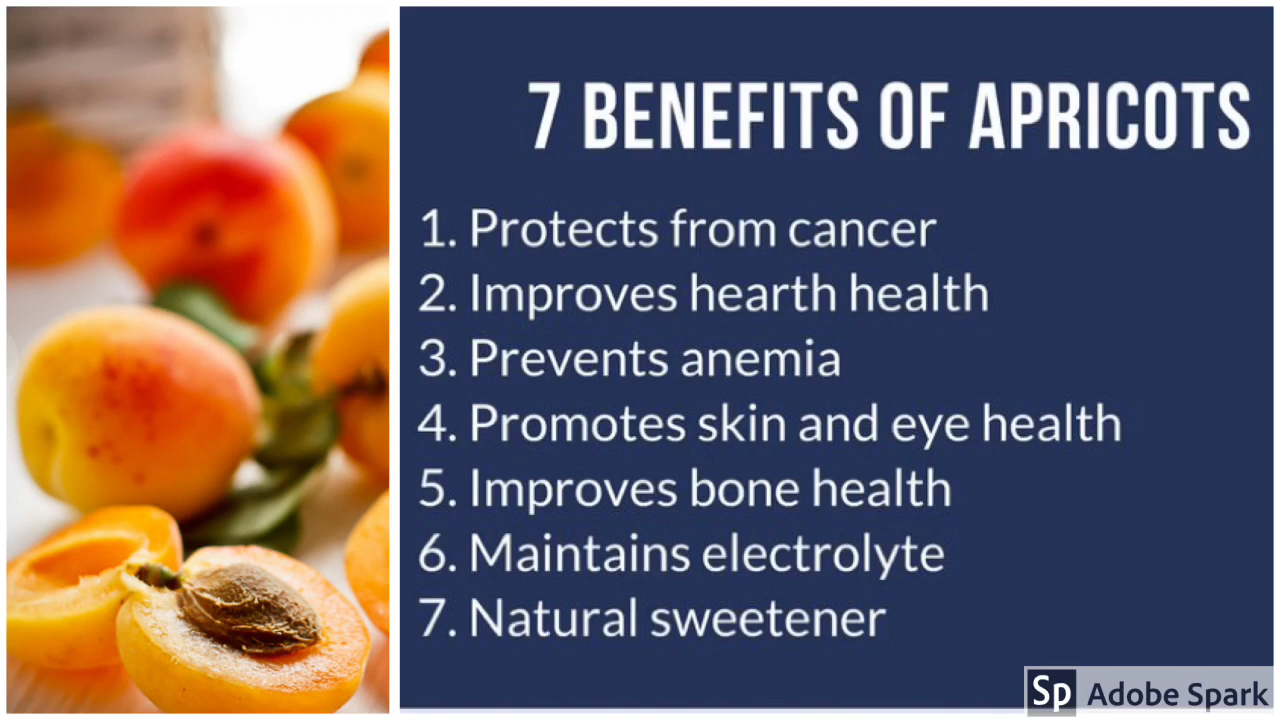 7 BENEFITS OF APRICOTS
1. Protects from cancer
2. Improves hearth health
3. Prevents anemia
4. Promotes skin and eye health
5. Improves bone health
6. Maintains electrolyte
7. Natural sweetener
Sp Adobe Spark